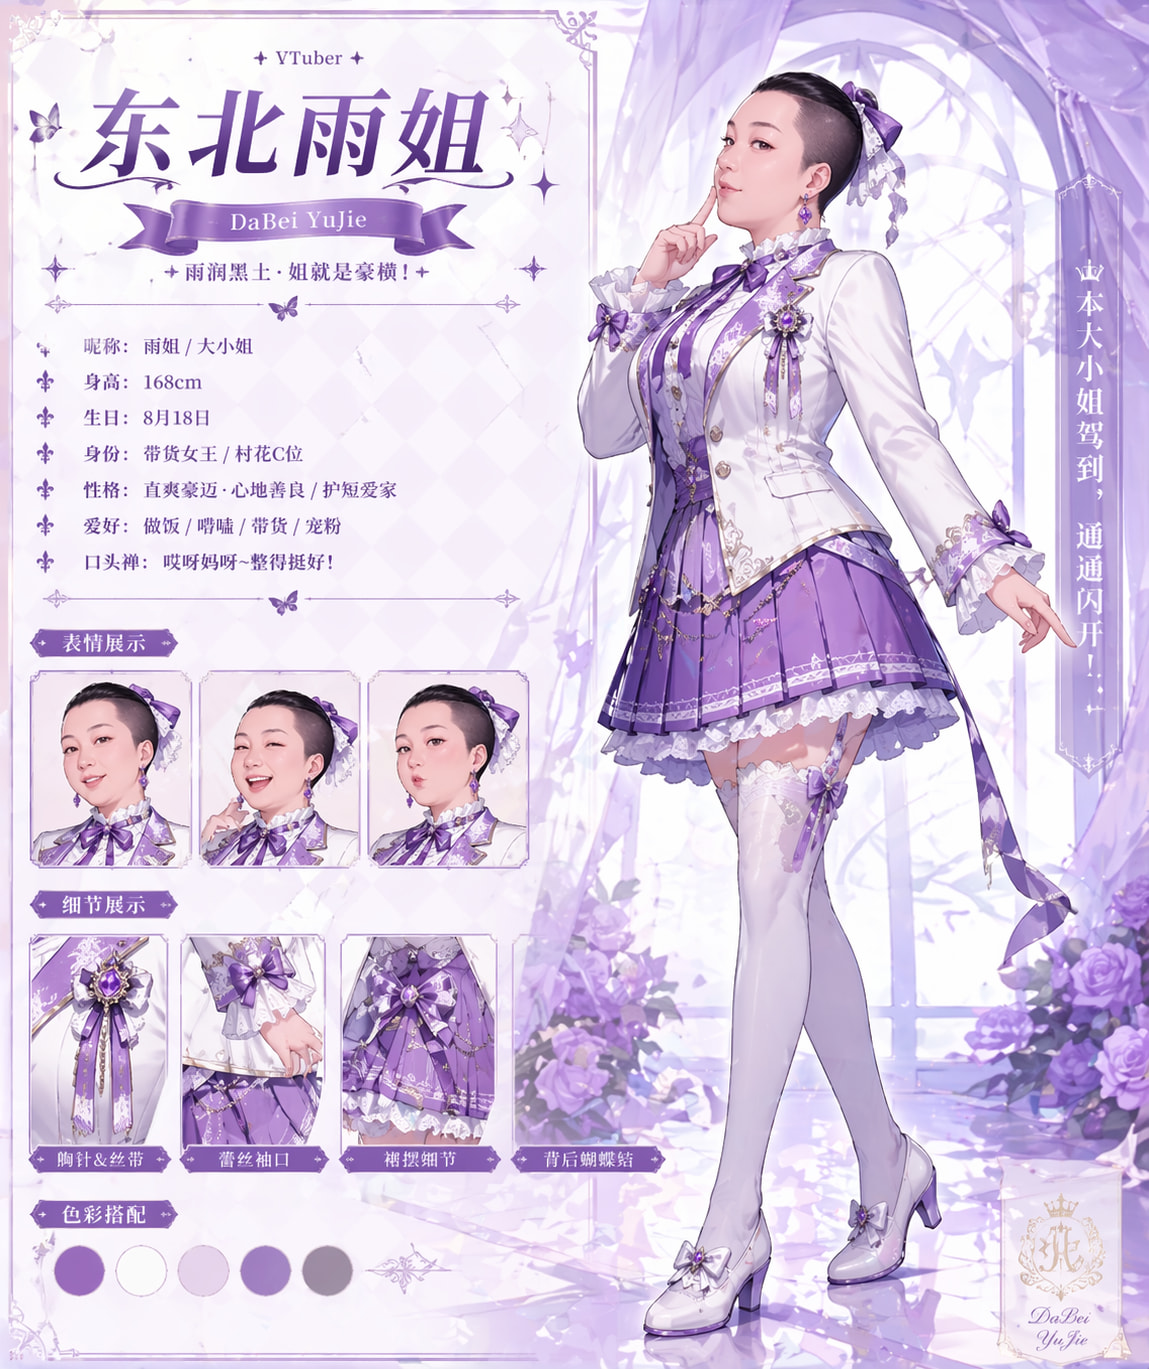 VTuber
东北雨姐
DaBei YuJie
雨润黑土·姐就是豪横！
昵称： 雨姐 / 大小姐
身高： 168cm
生日： 8月18日
身份： 带货女王 / 村花C位
性格： 直爽豪迈·心地善良 / 护短爱家
爱好： 做饭 / 唠嗑 / 带货 / 宠粉
口头禅： 哎呀妈呀~整得挺好！
表情展示
细节展示
胸针&丝带
蕾丝袖口
裙摆细节
背后蝴蝶结
色彩搭配
本大小姐驾到，通通闪开！
DaBei
YuJie